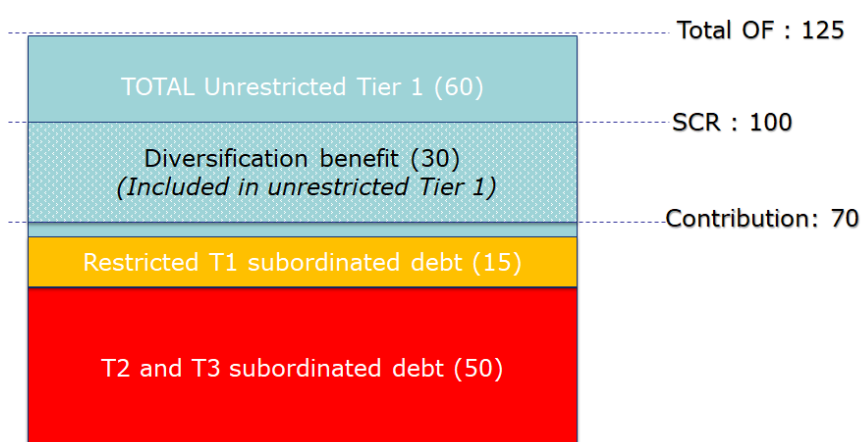 Total OF : 125
TOTAL Unrestricted Tier 1 (60)
SCR : 100
Diversification benefit (30)
(Included in unrestricted Tier 1)
Contribution: 70
Restricted T1 subordinated debt (15)
T2 and T3 subordinated debt (50)